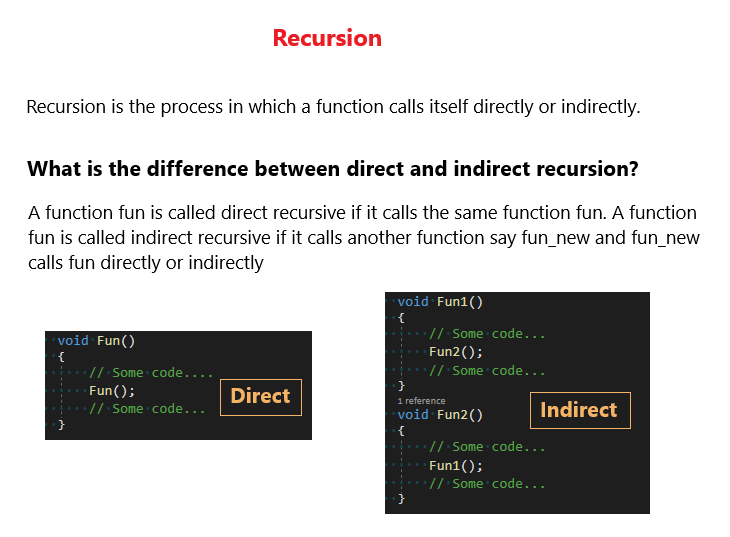 Recursion
Recursion is the process in which a function calls itself directly or indirectly.
What is the difference between direct and indirect recursion?
A function fun is called direct recursive if it calls the same function fun. A function
fun is called indirect recursive if it calls another function say fun_new and fun_new
calls fun directly or indirectly
void Fun()
{
// Some code....
Fun();
// Some code...
}
Direct
void Fun1()
{
// Some code...
Fun2();
// Some code...
}
1 reference
void Fun2()
{
// Some code...
Fun1();
// Some code...
}
Indirect